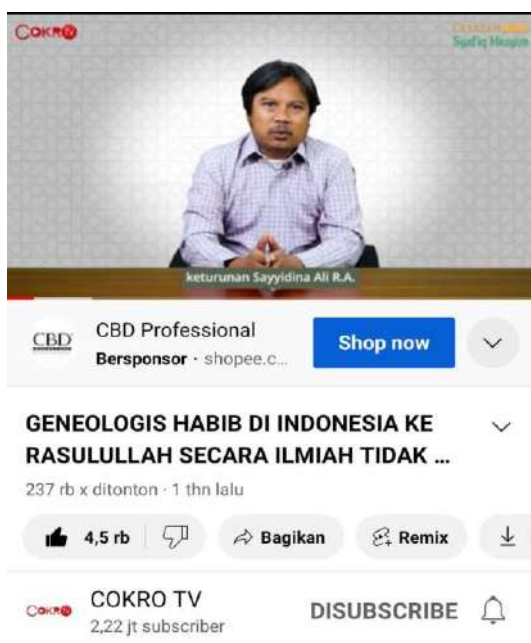 COKRO
Syafiq Hasyim
keturunan Sayyidina Ali R.A.
CBD
CBD Professional
Bersponsor · shopee.c...
Shop now
GENEOLOGIS HABIB DI INDONESIA KE
RASULULLAH SECARA ILMIAH TIDAK ...
237 rb x ditonton · 1 thn lalu
4,5 rb
Bagikan
Remix
COKRO
COKRO TV
2,22 jt subscriber
DISUBSCRIBE